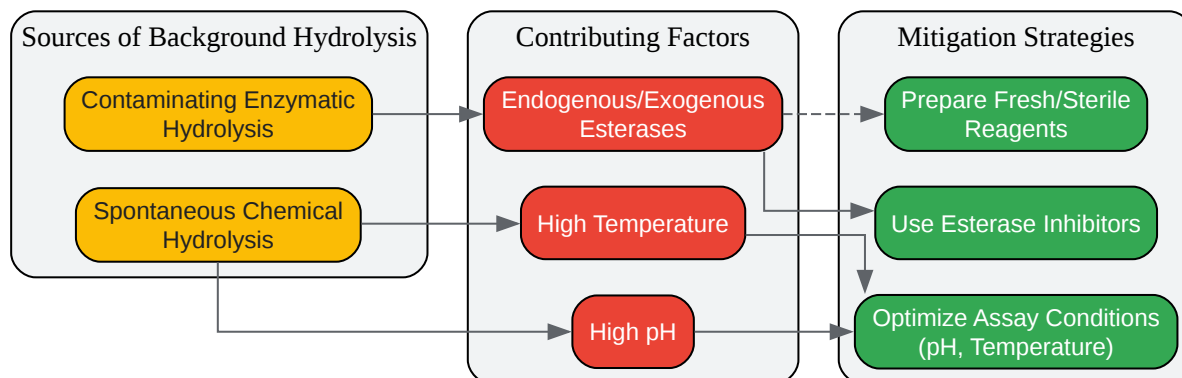 Sources of Background Hydrolysis
Contaminating Enzymatic
Hydrolysis
Spontaneous Chemical
Hydrolysis
Contributing Factors
Endogenous/Exogenous
Esterases
High Temperature
High pH
Mitigation Strategies
Prepare Fresh/Sterile
Reagents
Use Esterase Inhibitors
Optimize Assay Conditions
(pH, Temperature)